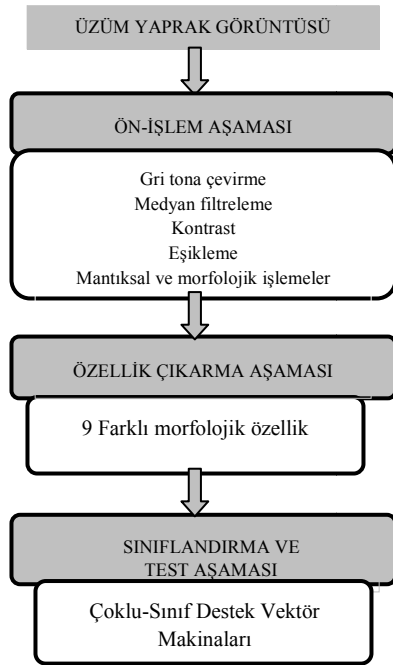 ÜZÜM YAPRAK GÖRÜNTÜSÜ
ÖN-İŞLEM AŞAMASI
Gri tona çevirme
Medyan filtreleme
Kontrast
Eşikleme
Mantıksal ve morfolojik işlemeler
ÖZELLİK ÇIKARMA AŞAMASI
9 Farklı morfolojik özellik
SINIFLANDIRMA VE
TEST AŞAMASI
Çoklu-Sınıf Destek Vektör
Makinaları